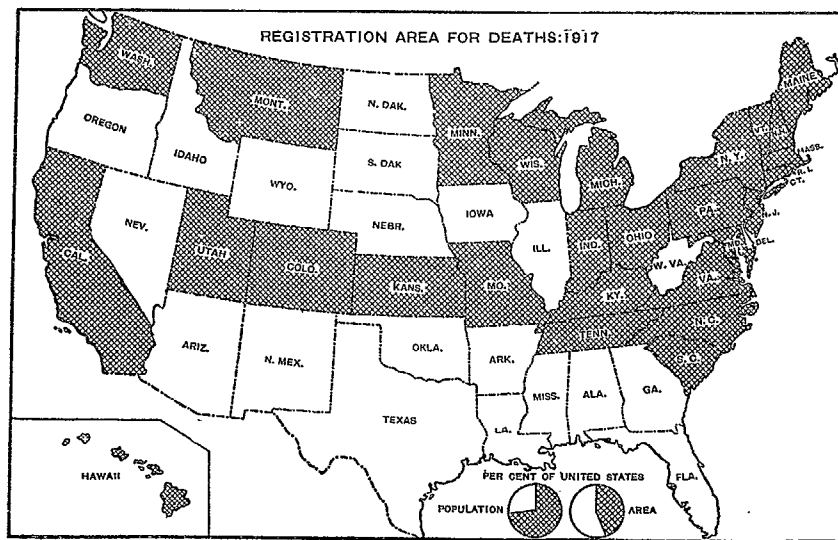 REGISTRATION AREA FOR DEATHS:1917
WASH.
MONT.
N. DAK.
MINN.
MAINE
OREGON
IDAHO
S. DAK
WIS.
MICH.
N. Y.
VT.
N.H.
MASS.
R. I.
CT.
WYO.
IOWA
PA.
N. J.
NEV.
NEBR.
ILL.
IND.
OHIO
MD.
DEL.
CAL.
UTAH
COLO.
KANS.
MO.
W. VA.
VA.
KY.
ARIZ.
N. MEX.
OKLA.
ARK.
TENN.
N. C.
S. C.
TEXAS
LA.
MISS.
ALA.
GA.
FLA.
HAWAII
PER CENT OF UNITED STATES
POPULATION
AREA